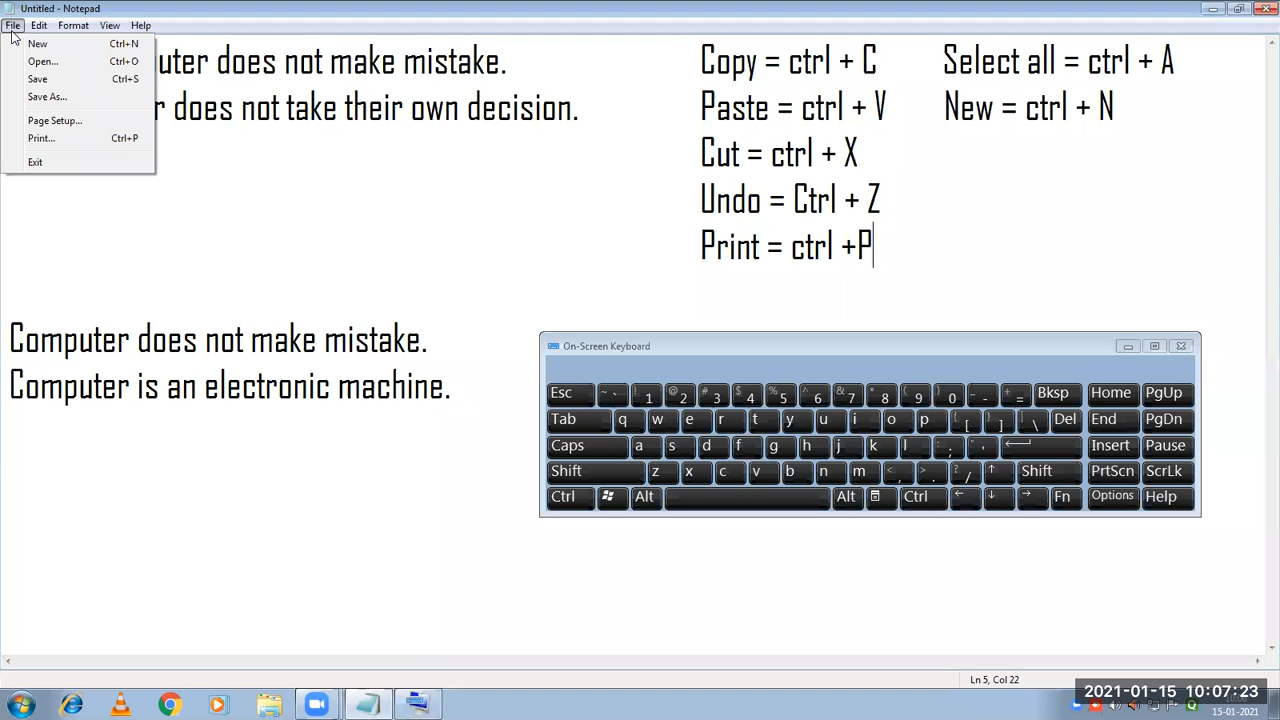 Untitled - Notepad
File Edit Format View Help
New Ctrl+N
Open... Ctrl+O
Save Ctrl+S
Save As...
Page Setup...
Print... Ctrl+P
Exit
uter does not make mistake. Copy = ctrl + C Select all = ctrl + A
r does not take their own decision. Paste = ctrl + V New = ctrl + N
Cut = ctrl + X
Undo = Ctrl + Z
Print = ctrl +P
Computer does not make mistake.
Computer is an electronic machine.
On-Screen Keyboard
Esc ~ ` ! 1 @ 2 # 3 $ 4 % 5 ^ 6 & 7 * 8 ( 9 ) 0 _ - + = Bksp Home PgUp
Tab q w e r t y u i o p { [ } ] | \ Del End PgDn
Caps a s d f g h j k l : ; " ' Insert Pause
Shift z x c v b n m < , > . ? / ↑ Shift PrtScn ScrLk
Ctrl Alt Alt Ctrl ← ↓ → Fn Options Help
Ln 5, Col 22
2021-01-15 10:07:23
15-01-2021